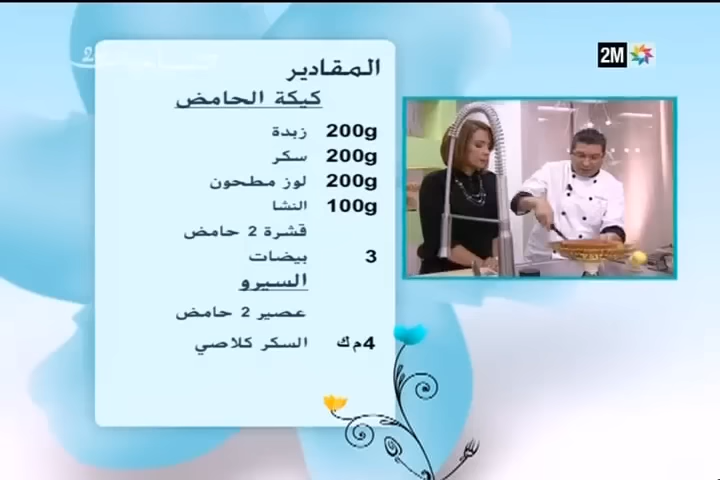 المقادير
كيكة الحامض
200g زبدة
200g سكر
200g لوز مطحون
100g النشا
قشرة 2 حامض
3 بيضات
السيرو
عصير 2 حامض
4م ك السكر كلاصي
2M